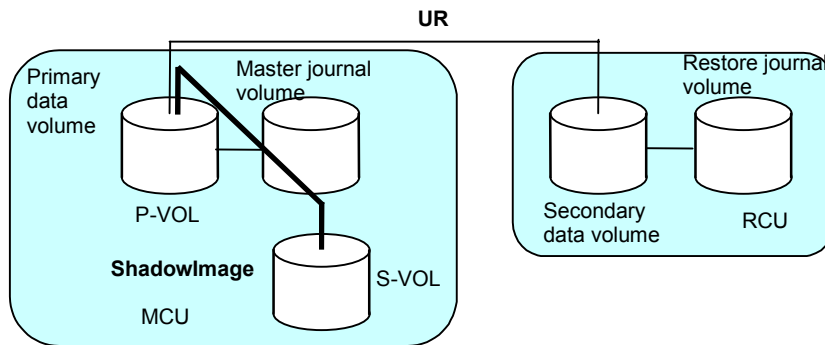 UR
Primary
data
volume
Master journal
volume
Restore journal
volume
P-VOL
Secondary
data volume
RCU
ShadowImage
S-VOL
MCU